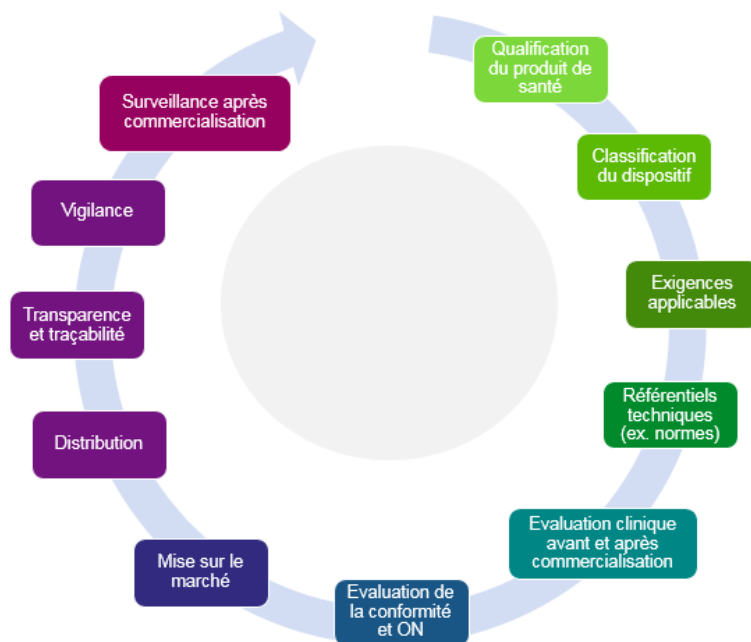 Qualification
du produit de
santé
Classification
du dispositif
Exigences
applicables
Référentiels
techniques
(ex. normes)
Evaluation clinique
avant et après
commercialisation
Evaluation de
la conformité
et ON
Mise sur le
marché
Distribution
Transparence
et traçabilité
Vigilance
Surveillance après
commercialisation